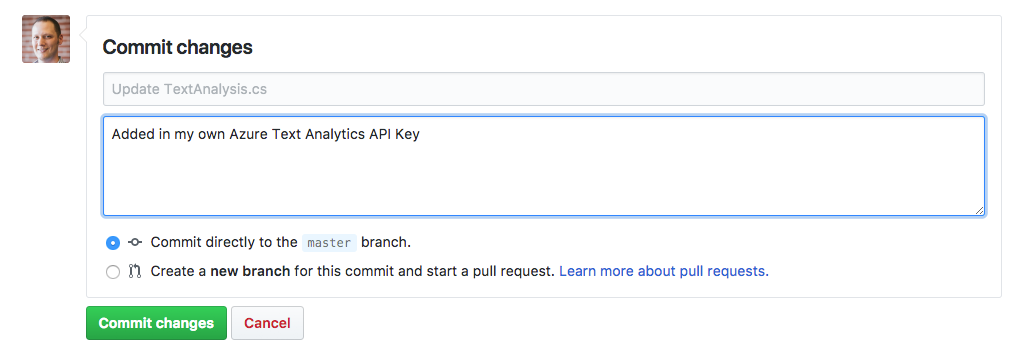 Commit changes
Update TextAnalysis.cs
Added in my own Azure Text Analytics API Key
Commit directly to the master branch.
Create a new branch for this commit and start a pull request. Learn more about pull requests.
Commit changes Cancel